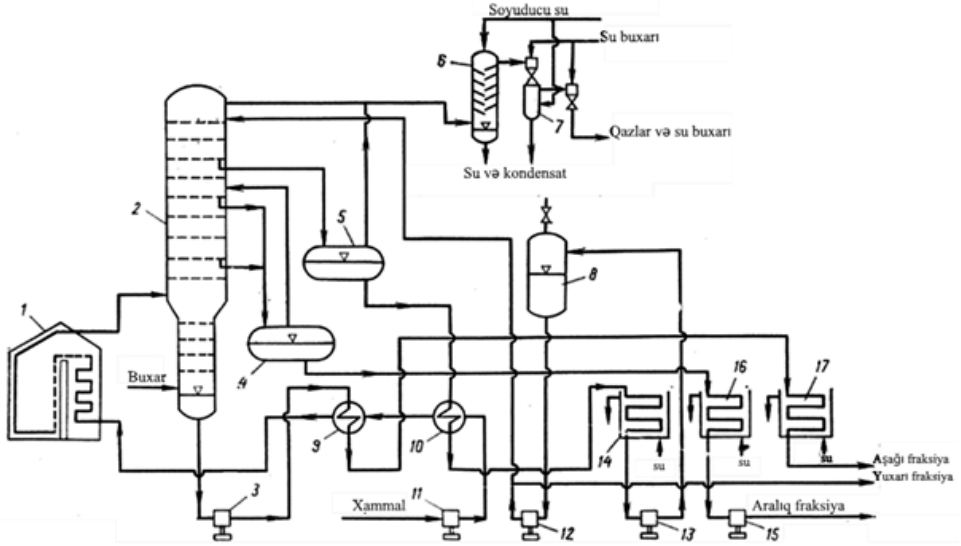 Soyuducu su
Su buxarı
6
7
Qazlar və su buxarı
Su və kondensat
2
5
8
1
4
16
17
Buxar
9
10
14
su
su
su
Aşağı fraksiya
Yuxarı fraksiya
3
Xammal
11
12
13
15
Aralıq fraksiya